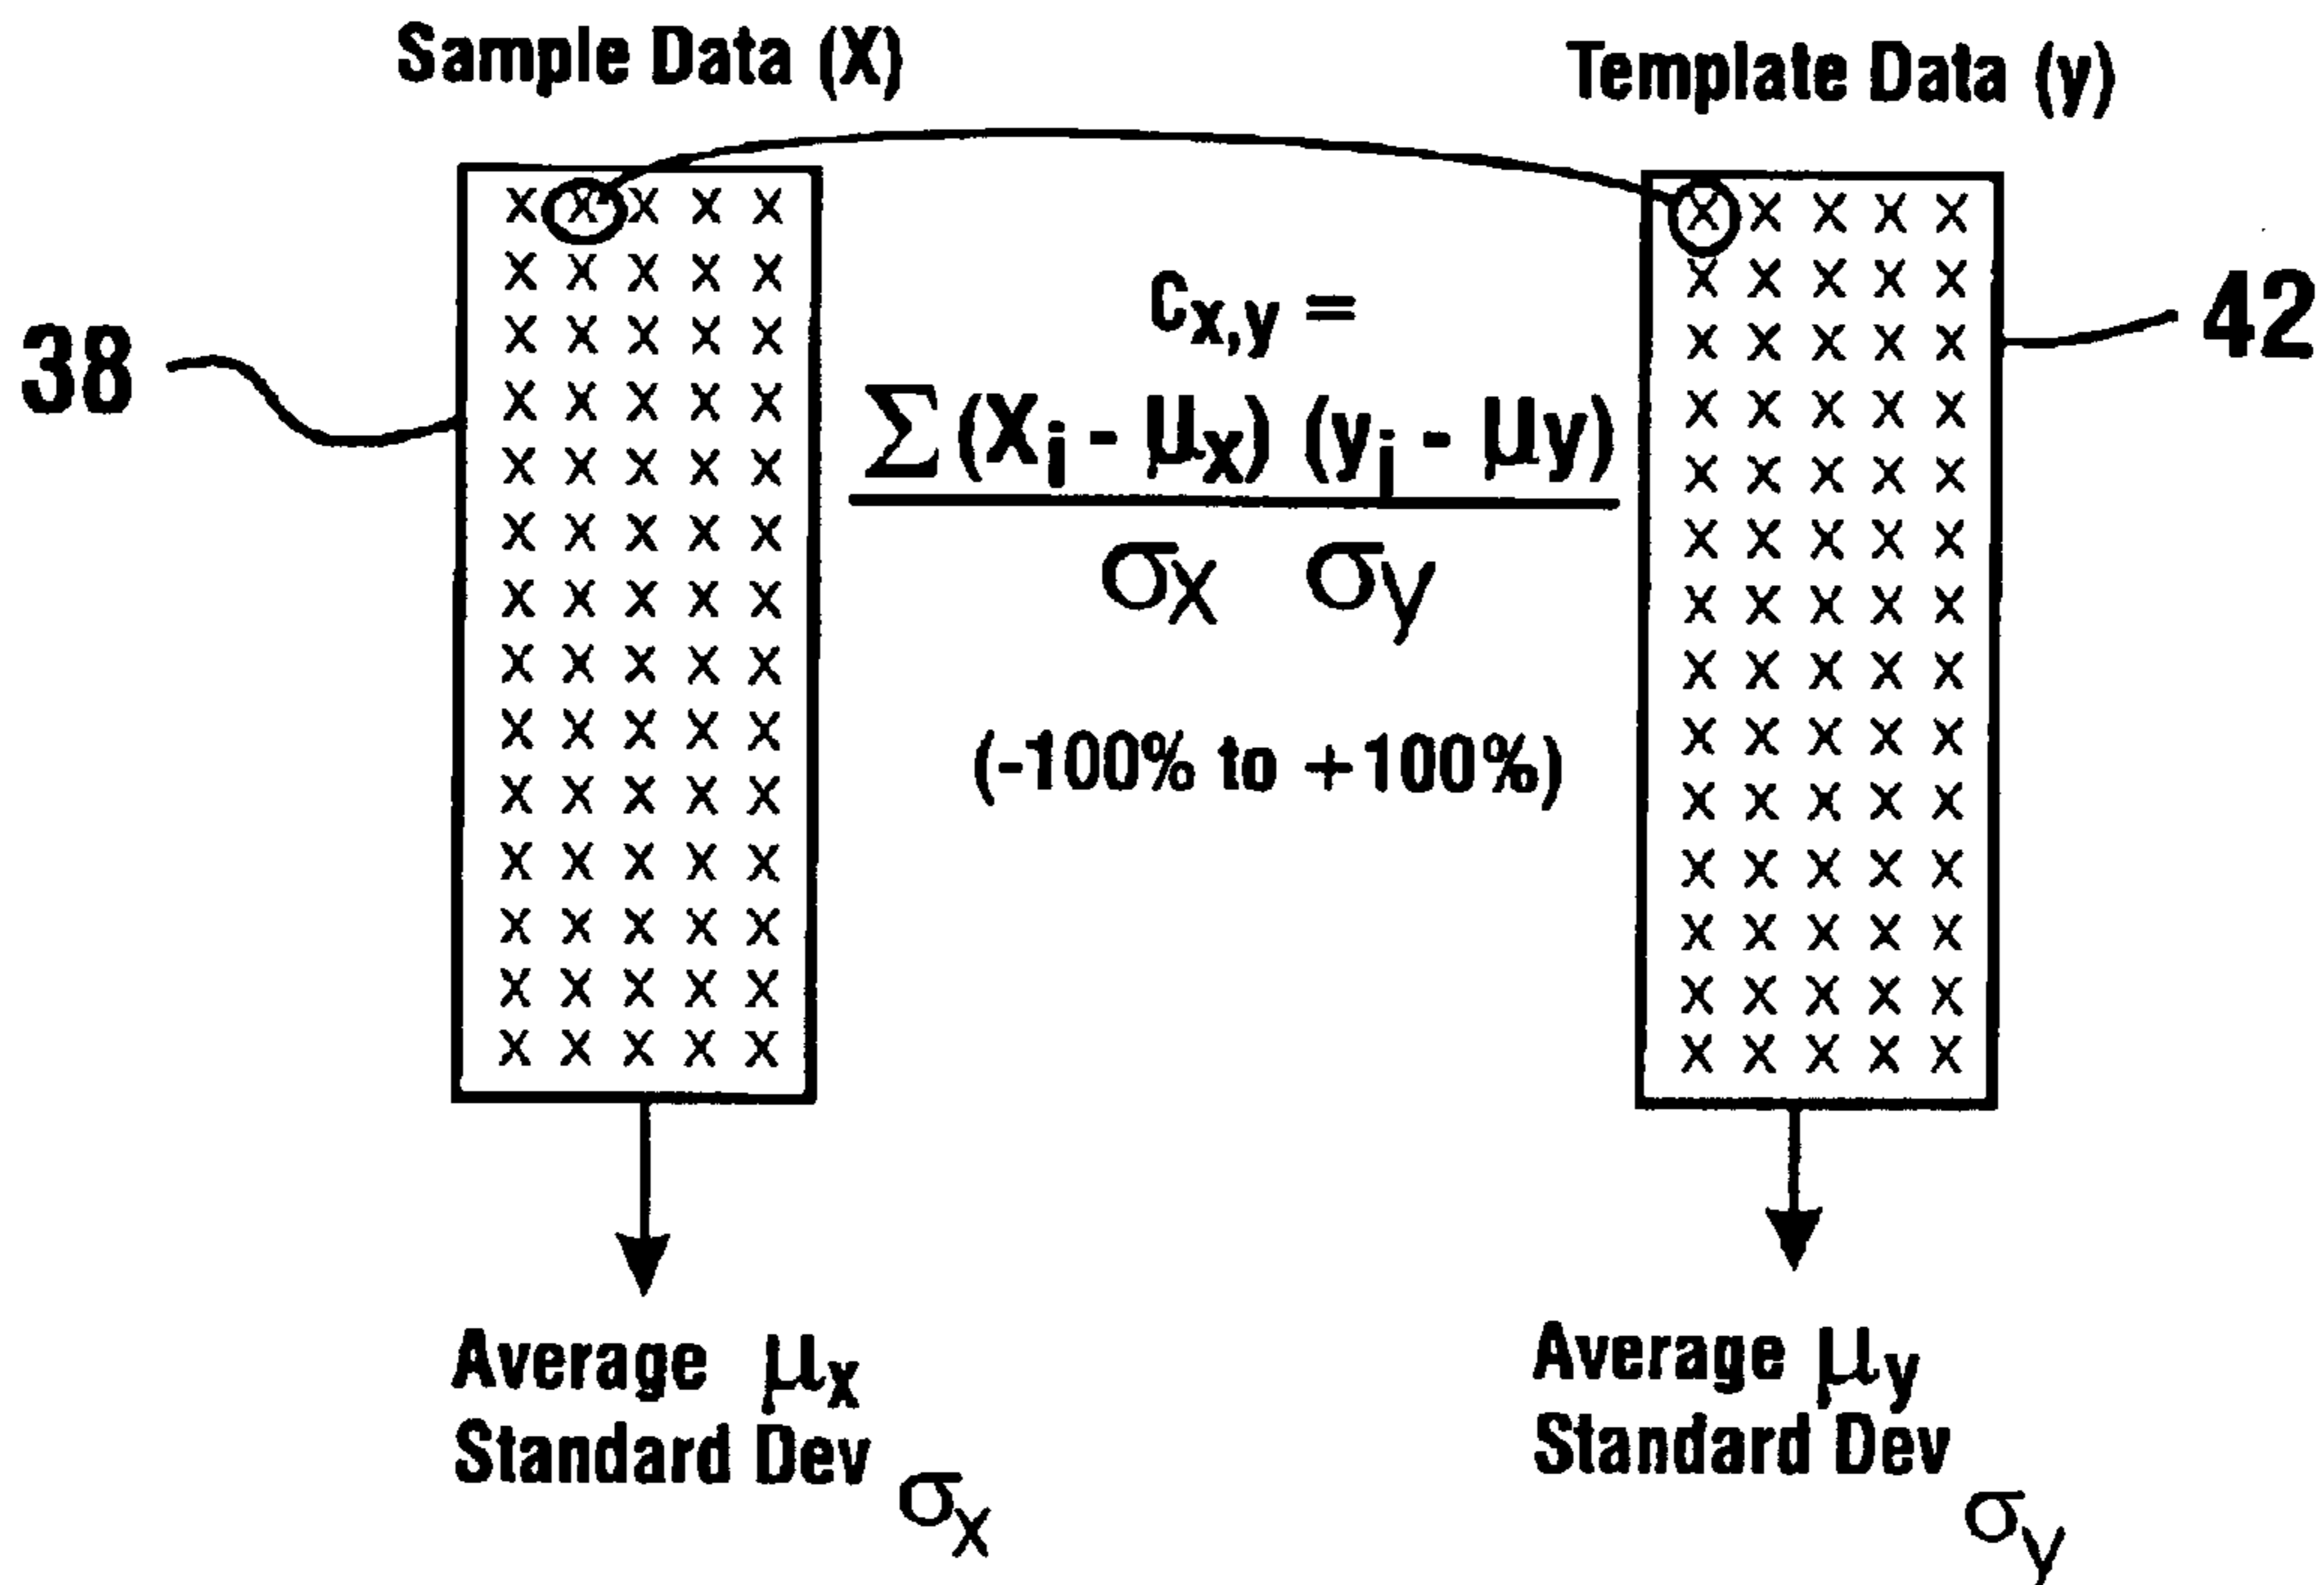 Sample Data (X)
x x x x x
x x x x x
x x x x x
x x x x x
x x x x x
x x x x x
x x x x x
x x x x x
x x x x x
x x x x x
x x x x x
x x x x x
x x x x x
x x x x x
38
Average μx
Standard Dev σx
Cx,y =
Σ (Xi - μx) (yj - μy)
σx σy
(-100% to +100%)
Template Data (y)
x x x x x
x x x x x
x x x x x
x x x x x
x x x x x
x x x x x
x x x x x
x x x x x
x x x x x
x x x x x
x x x x x
x x x x x
x x x x x
x x x x x
42
Average μy
Standard Dev σy